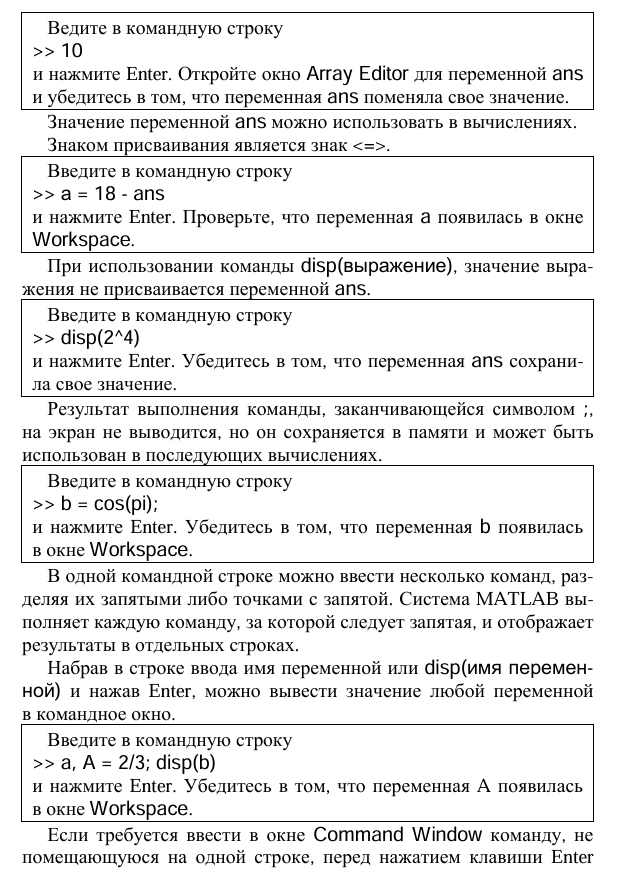 Ведите в командную строку
>> 10
и нажмите Enter. Откройте окно Array Editor для переменной ans
и убедитесь в том, что переменная ans поменяла свое значение.
Значение переменной ans можно использовать в вычислениях.
Знаком присваивания является знак <=>.
Введите в командную строку
>> a = 18 - ans
и нажмите Enter. Проверьте, что переменная a появилась в окне
Workspace.
При использовании команды disp(выражение), значение выра-
жения не присваивается переменной ans.
Введите в командную строку
>> disp(2^4)
и нажмите Enter. Убедитесь в том, что переменная ans сохрани-
ла свое значение.
Результат выполнения команды, заканчивающейся символом ;,
на экран не выводится, но он сохраняется в памяти и может быть
использован в последующих вычислениях.
Введите в командную строку
>> b = cos(pi);
и нажмите Enter. Убедитесь в том, что переменная b появилась
в окне Workspace.
В одной командной строке можно ввести несколько команд, раз-
деляя их запятыми либо точками с запятой. Система MATLAB вы-
полняет каждую команду, за которой следует запятая, и отображает
результаты в отдельных строках.
Набрав в строке ввода имя переменной или disp(имя перемен-
ной) и нажав Enter, можно вывести значение любой переменной
в командное окно.
Введите в командную строку
>> a, A = 2/3; disp(b)
и нажмите Enter. Убедитесь в том, что переменная A появилась
в окне Workspace.
Если требуется ввести в окне Command Window команду, не
помещающуюся на одной строке, перед нажатием клавиши Enter